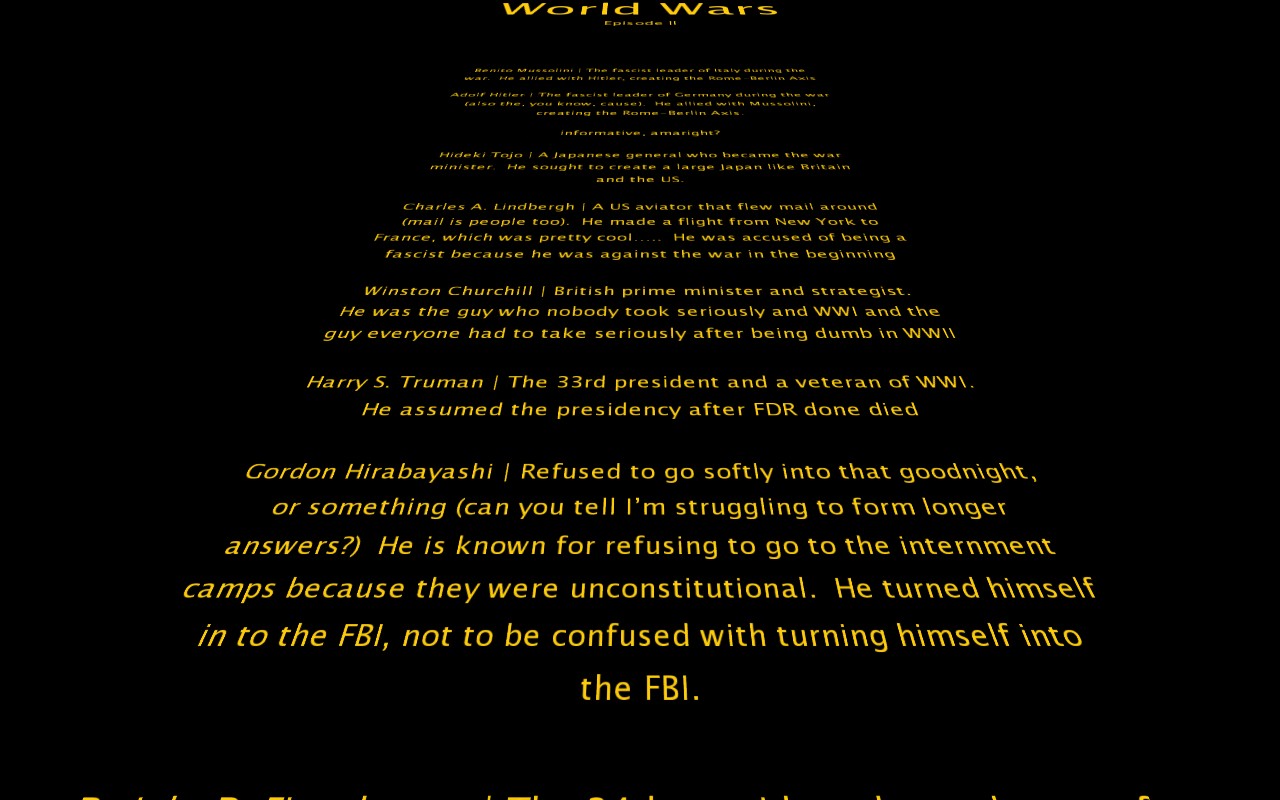 World Wars
Episode II
Benito Mussolini | The fascist leader of Italy during the
war.  He allied with Hitler, creating the Rome-Berlin Axis
Adolf Hitler | The fascist leader of Germany during the war
(also the, you know, cause).  He allied with Mussolini,
creating the Rome-Berlin Axis.
informative, amaright?
Hideki Tojo | A Japanese general who became the war
minister.  He sought to create a large Japan like Britain
and the US.
Charles A. Lindbergh | A US aviator that flew mail around
(mail is people too).  He made a flight from New York to
France, which was pretty cool.....  He was accused of being a
fascist because he was against the war in the beginning
Winston Churchill | British prime minister and strategist.
He was the guy who nobody took seriously and WWI and the
guy everyone had to take seriously after being dumb in WWII
Harry S. Truman | The 33rd president and a veteran of WWI.
He assumed the presidency after FDR done died
Gordon Hirabayashi | Refused to go softly into that goodnight,
or something (can you tell I'm struggling to form longer
answers?)  He is known for refusing to go to the internment
camps because they were unconstitutional.  He turned himself
in to the FBI, not to be confused with turning himself into
the FBI.